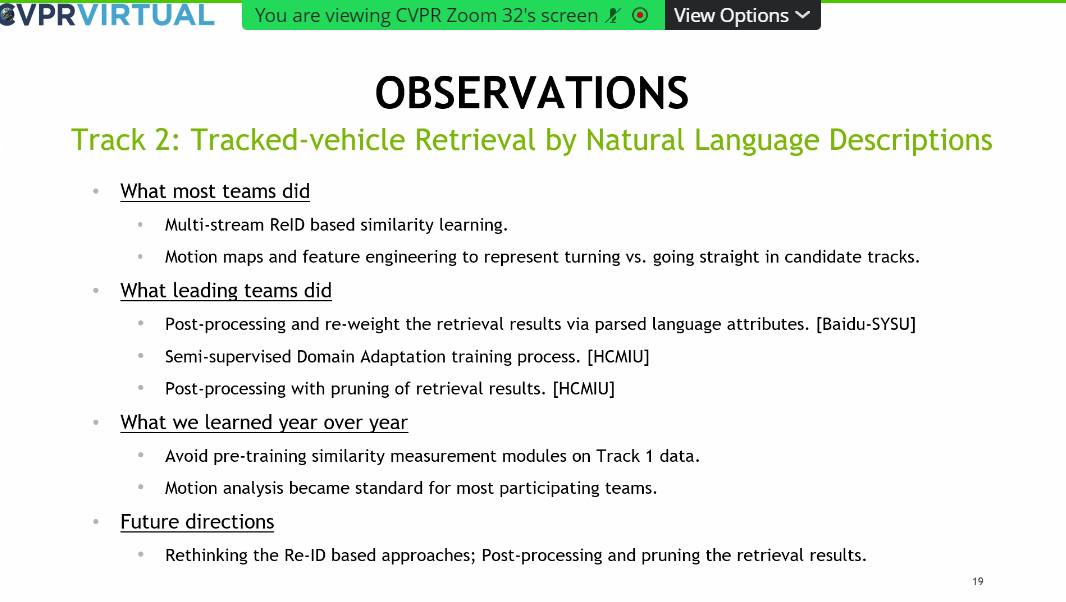 CVPRVIRTUAL
You are viewing CVPR Zoom 32's screen
View Options
OBSERVATIONS
Track 2: Tracked-vehicle Retrieval by Natural Language Descriptions
• What most teams did
• Multi-stream ReID based similarity learning.
• Motion maps and feature engineering to represent turning vs. going straight in candidate tracks.
• What leading teams did
• Post-processing and re-weight the retrieval results via parsed language attributes. [Baidu-SYSU]
• Semi-supervised Domain Adaptation training process. [HCMIU]
• Post-processing with pruning of retrieval results. [HCMIU]
• What we learned year over year
• Avoid pre-training similarity measurement modules on Track 1 data.
• Motion analysis became standard for most participating teams.
• Future directions
• Rethinking the Re-ID based approaches; Post-processing and pruning the retrieval results.
19